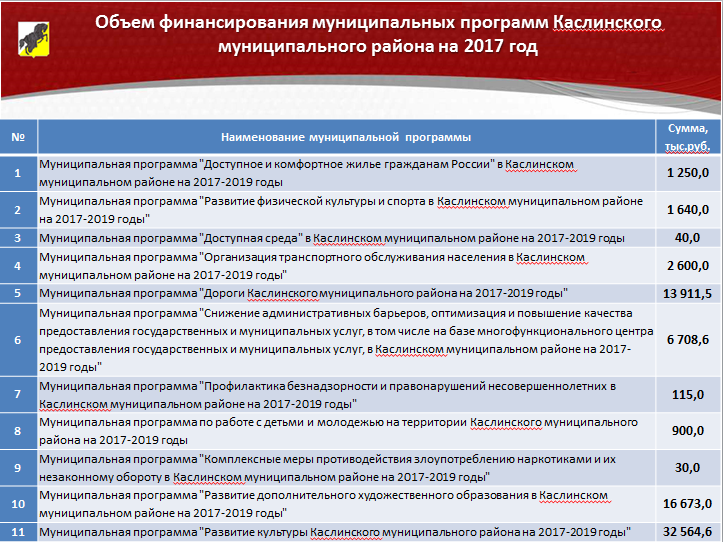 Объем финансирования муниципальных программ Каслинского
муниципального района на 2017 год
№
Наименование муниципальной программы
Сумма,
тыс.руб.
1
Муниципальная программа "Доступное и комфортное жилье гражданам России" в Каслинском
муниципальном районе на 2017-2019 годы
1 250,0
2
Муниципальная программа "Развитие физической культуры и спорта в Каслинском муниципальном районе
на 2017-2019 годы"
1 640,0
3
Муниципальная программа "Доступная среда" в Каслинском муниципальном районе на 2017-2019 годы
40,0
4
Муниципальная программа "Организация транспортного обслуживания населения в Каслинском
муниципальном районе на 2017-2019 годы"
2 600,0
5
Муниципальная программа "Дороги Каслинского муниципального района на 2017-2019 годы"
13 911,5
6
Муниципальная программа "Снижение административных барьеров, оптимизация и повышение качества
предоставления государственных и муниципальных услуг, в том числе на базе многофункционального центра
предоставления государственных и муниципальных услуг, в Каслинском муниципальном районе на 2017-
2019 годы"
6 708,6
7
Муниципальная программа "Профилактика безнадзорности и правонарушений несовершеннолетних в
Каслинском муниципальном районе на 2017-2019 годы"
115,0
8
Муниципальная программа по работе с детьми и молодежью на территории Каслинского муниципального
района на 2017-2019 годы
900,0
9
Муниципальная программа "Комплексные меры противодействия злоупотреблению наркотиками и их
незаконному обороту в Каслинском муниципальном районе на 2017-2019 годы"
30,0
10
Муниципальная программа "Развитие дополнительного художественного образования в Каслинском
муниципальном районе на 2017-2019 годы"
16 673,0
11
Муниципальная программа "Развитие культуры Каслинского муниципального района на 2017-2019 годы"
32 564,6